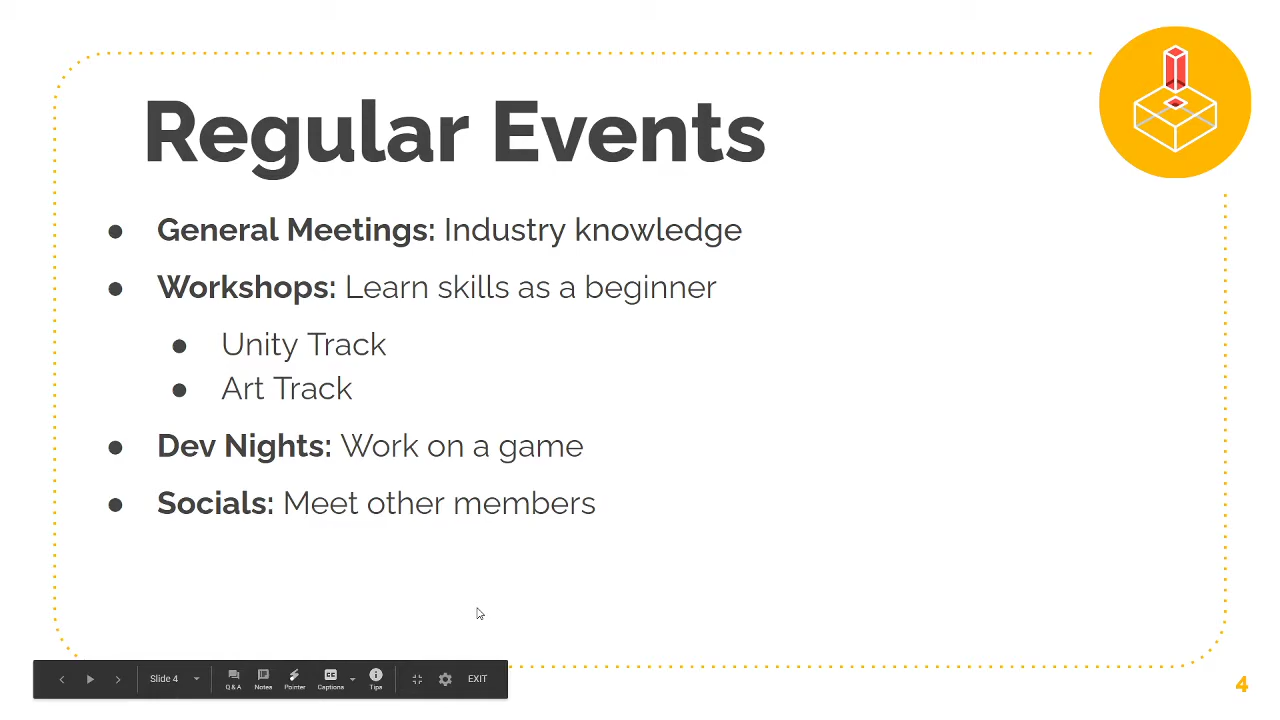 Regular Events
● General Meetings: Industry knowledge
● Workshops: Learn skills as a beginner
● Unity Track
● Art Track
● Dev Nights: Work on a game
● Socials: Meet other members
Slide 4
Q&A
Notes
Pointer
CC
Captions
Tips
EXIT
4